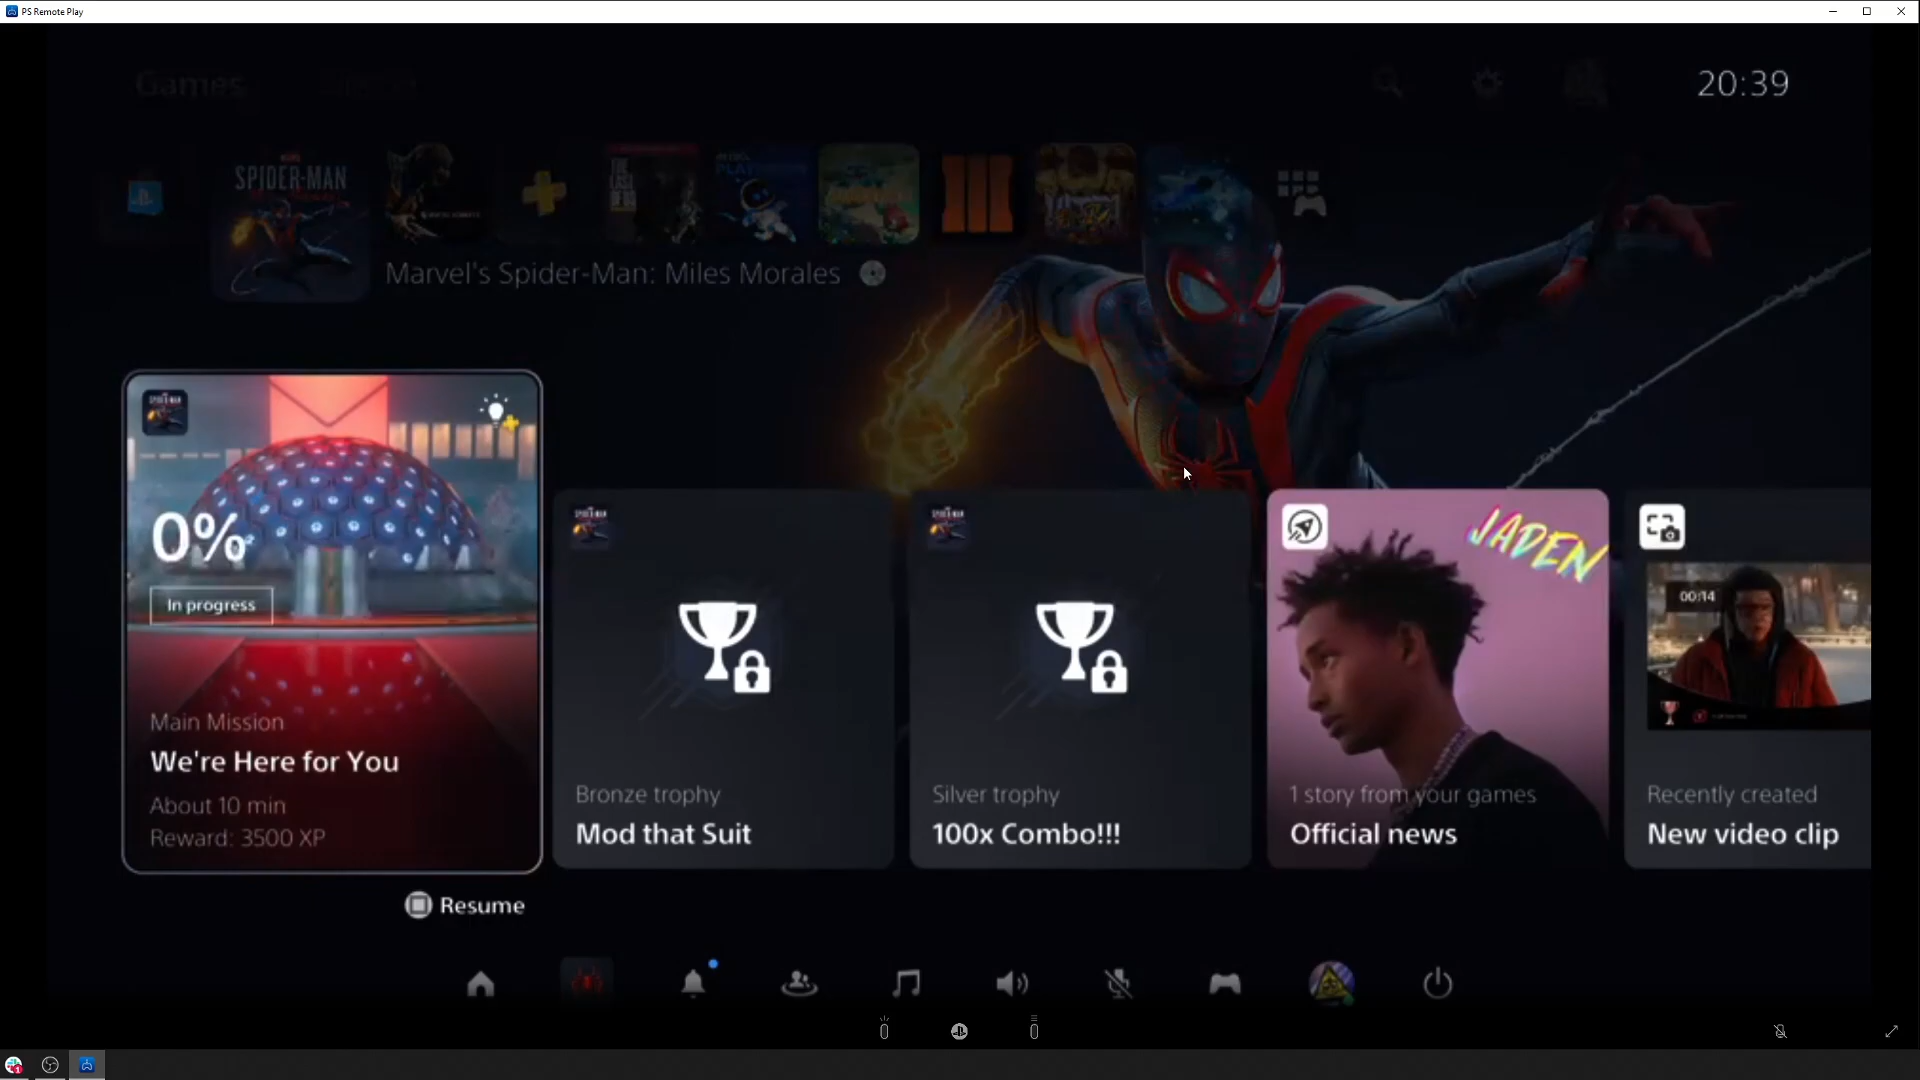 PS Remote Play
Games
20:39
SPIDER-MAN
Marvel's Spider-Man: Miles Morales
0%
In progress
Main Mission
We're Here for You
About 10 min
Reward: 3500 XP
Resume
Bronze trophy
Mod that Suit
Silver trophy
100x Combo!!!
JADEN
1 story from your games
Official news
00:14
Recently created
New video clip